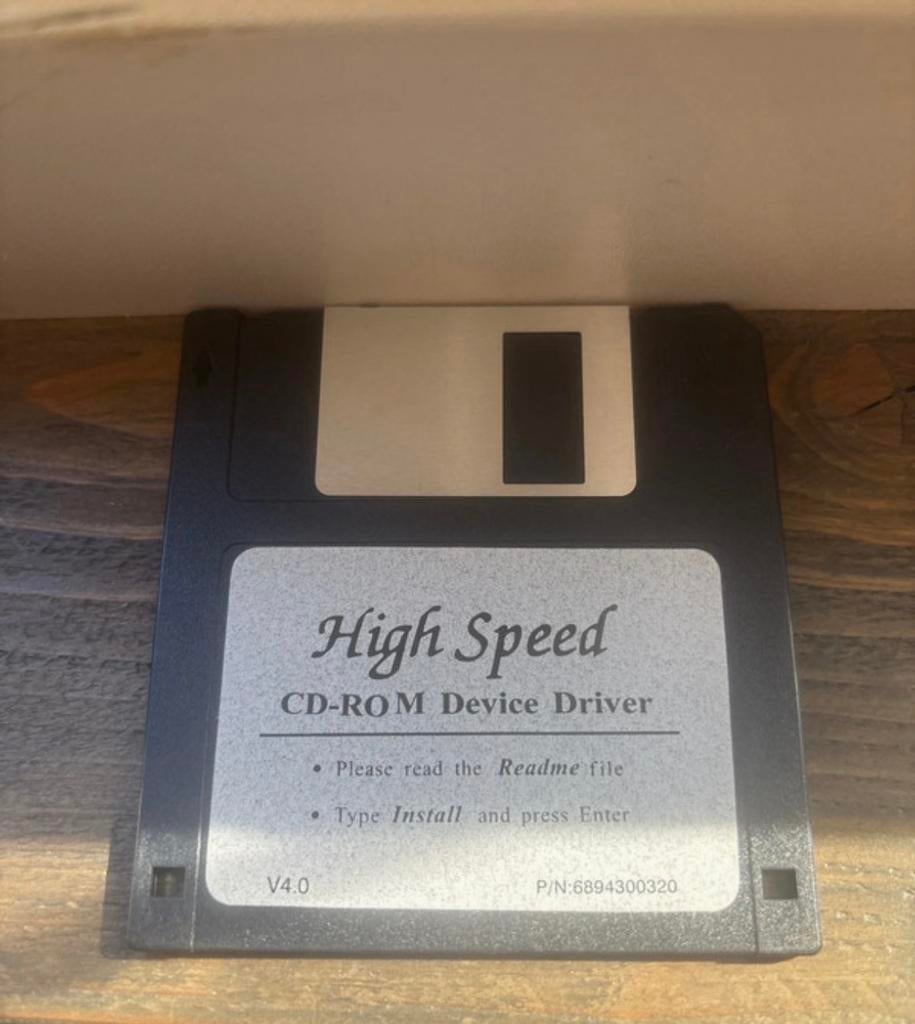 High Speed
CD-ROM Device Driver
• Please read the Readme file
• Type Install and press Enter
V4.0 P/N:6894300320